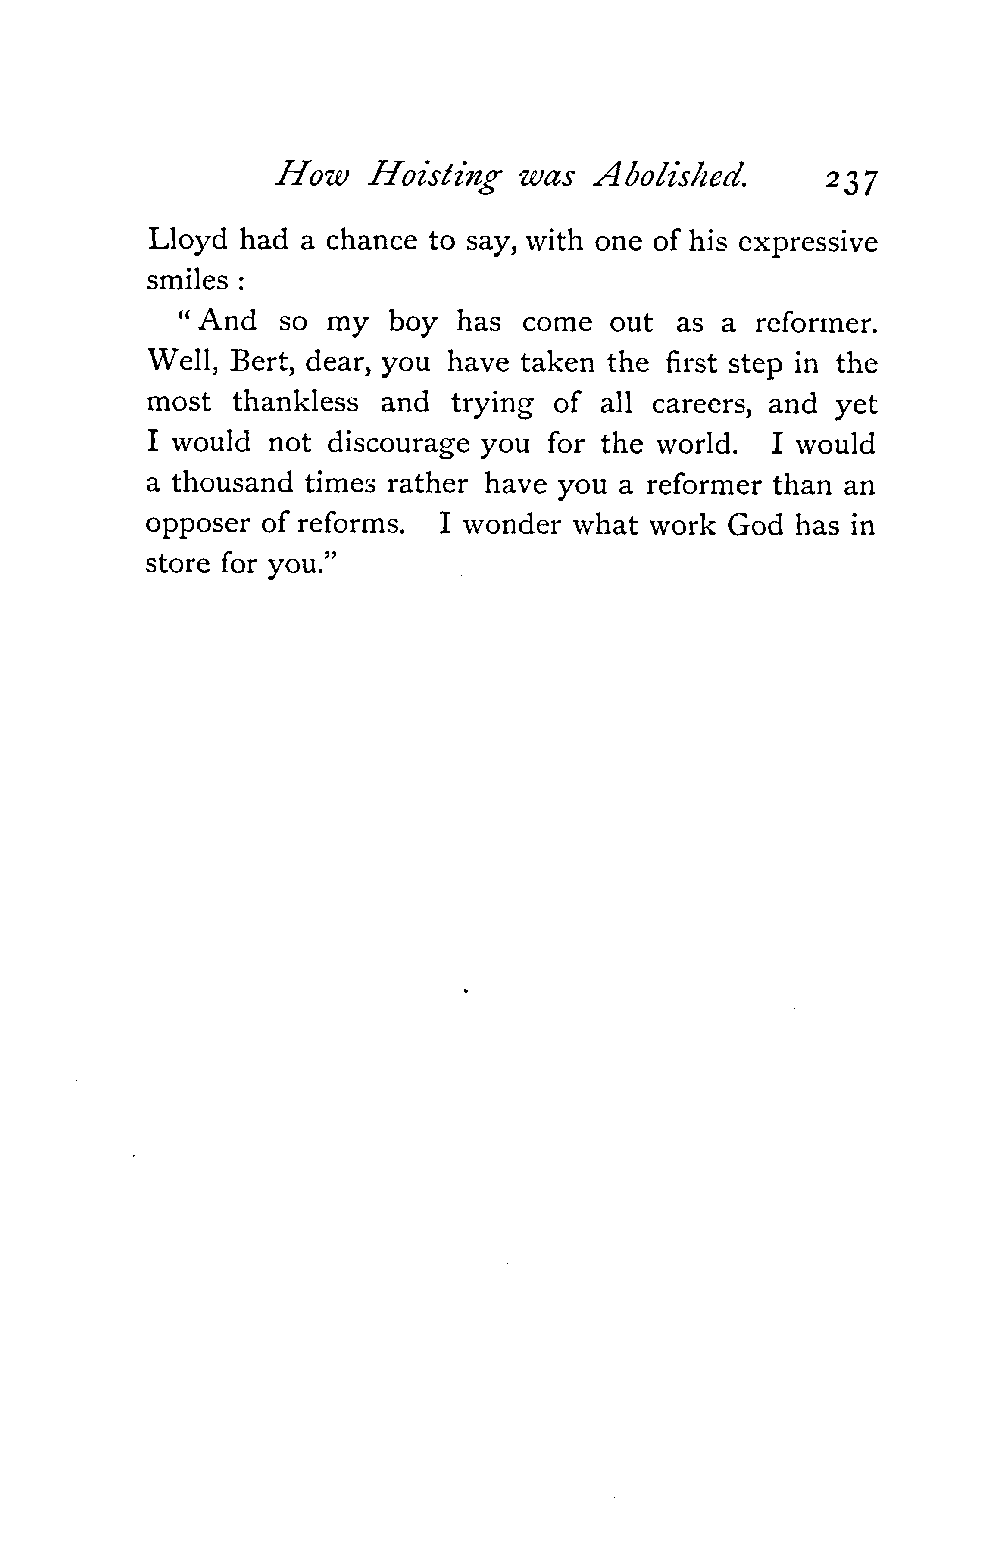 How Hoisting was Abolished. 237
Lloyd had a chance to say, with one of his expressive
smiles :
"And so my boy has come out as a reformer.
Well, Bert, dear, you have taken the first step in the
most thankless and trying of all careers, and yet
I would not discourage you for the world. I would
a thousand times rather have you a reformer than an
opposer of reforms. I wonder what work God has in
store for you."